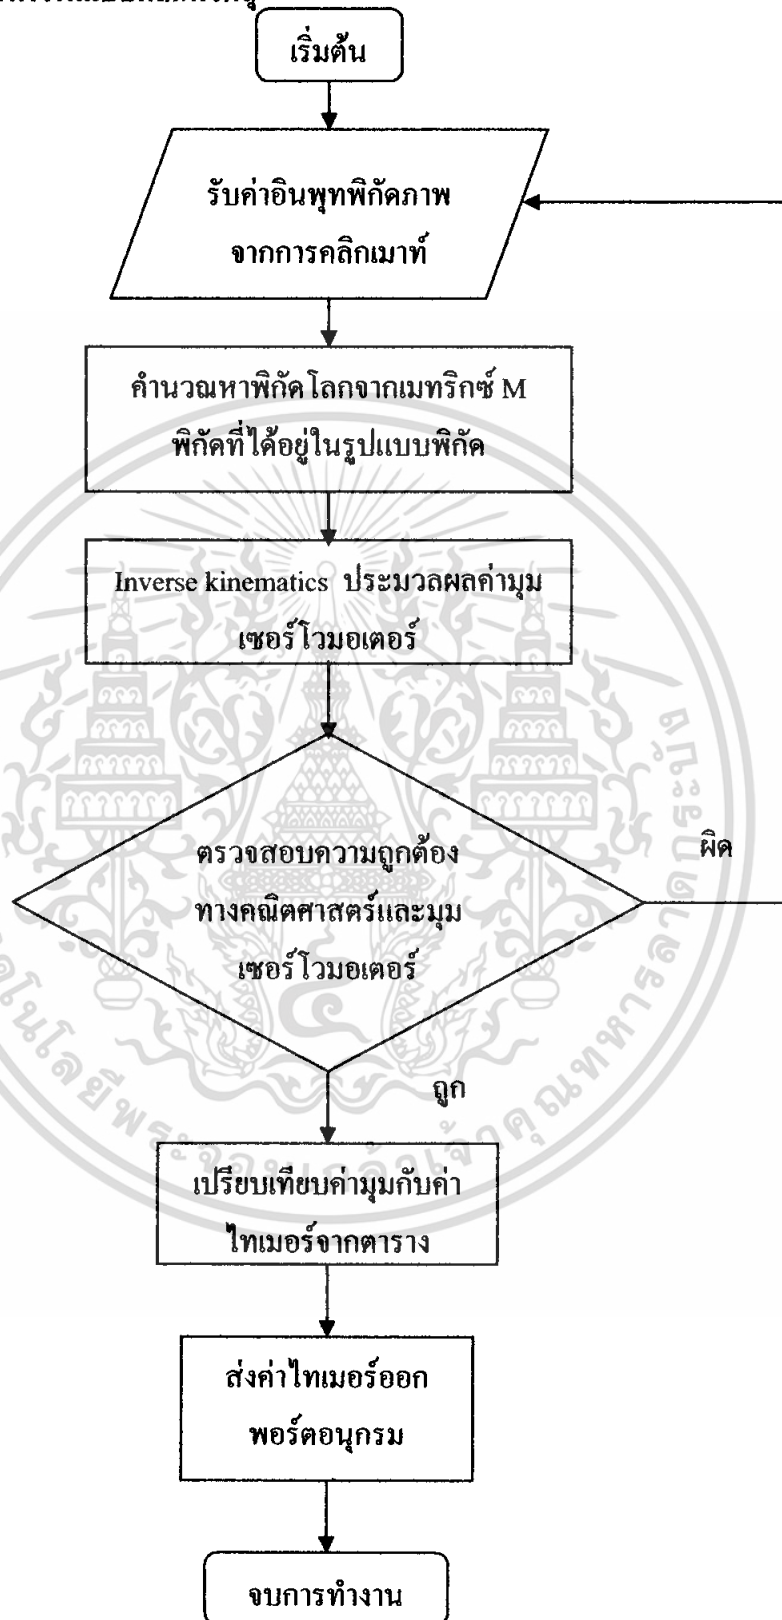 เริ่มต้น
รับค่าอินพุทพิกัดภาพ
จากการคลิกเมาท์
คำนวณหาพิกัดโลกจากเมทริกซ์ M
พิกัดที่ได้อยู่ในรูปแบบพิกัด
Inverse kinematics ประมวลผลค่ามุม
เซอร์โวมอเตอร์
ตรวจสอบความถูกต้อง
ทางคณิตศาสตร์และมุม
เซอร์โวมอเตอร์
ผิด
ถูก
เปรียบเทียบค่ามุมกับค่า
ไทเมอร์จากตาราง
ส่งค่าไทเมอร์ออก
พอร์ตอนุกรม
จบการทำงาน